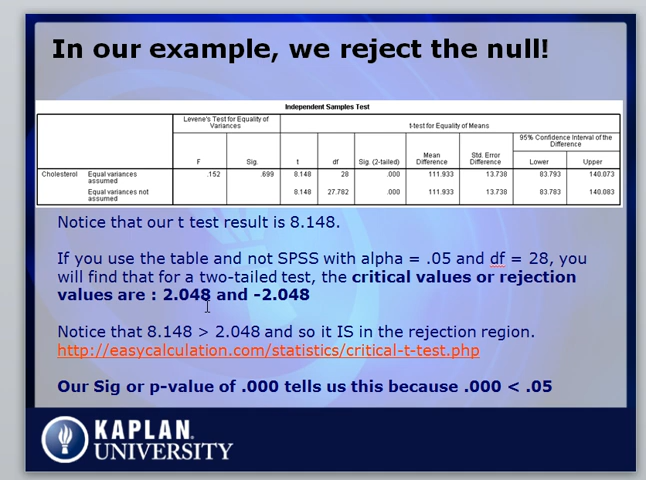 In our example, we reject the null!
Independent Samples Test
Levene's Test for Equality of Variances
t-test for Equality of Means
95% Confidence Interval of the Difference
F Sig. t df Sig. (2-tailed) Mean Difference Std. Error Difference Lower Upper
Cholesterol Equal variances assumed .152 .699 8.148 28 .000 111.933 13.738 83.793 140.073
Equal variances not assumed 8.148 27.782 .000 111.933 13.738 83.783 140.083
Notice that our t test result is 8.148.
If you use the table and not SPSS with alpha = .05 and df = 28, you
will find that for a two-tailed test, the critical values or rejection
values are : 2.048 and -2.048
Notice that 8.148 > 2.048 and so it IS in the rejection region.
http://easycalculation.com/statistics/critical-t-test.php
Our Sig or p-value of .000 tells us this because .000 < .05
KAPLAN
UNIVERSITY